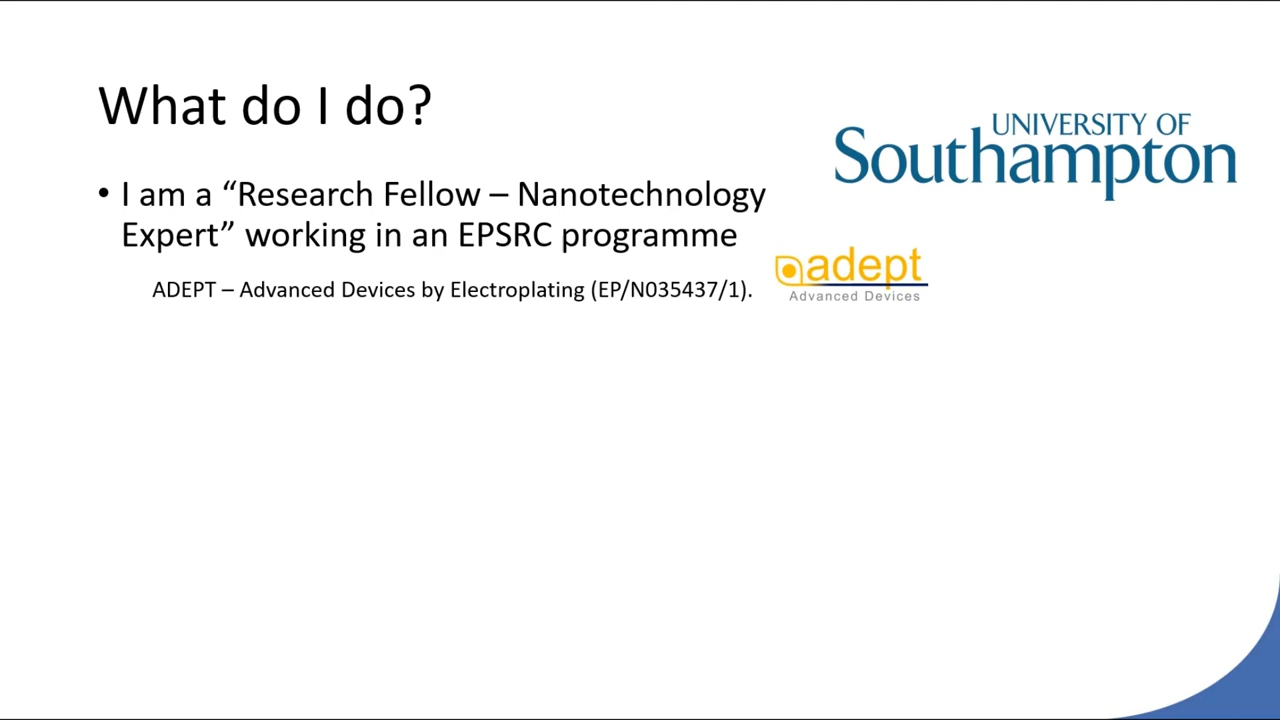 What do I do?
UNIVERSITY OF
Southampton
• I am a “Research Fellow – Nanotechnology
Expert” working in an EPSRC programme
adept
Advanced Devices
ADEPT – Advanced Devices by Electroplating (EP/N035437/1).